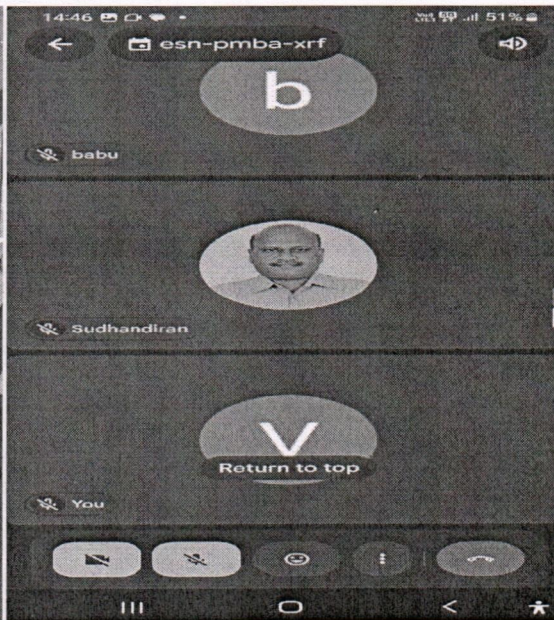 14:46 51%
esn-pmba-xrf
b
babu
Sudhandiran
V
Return to top
You